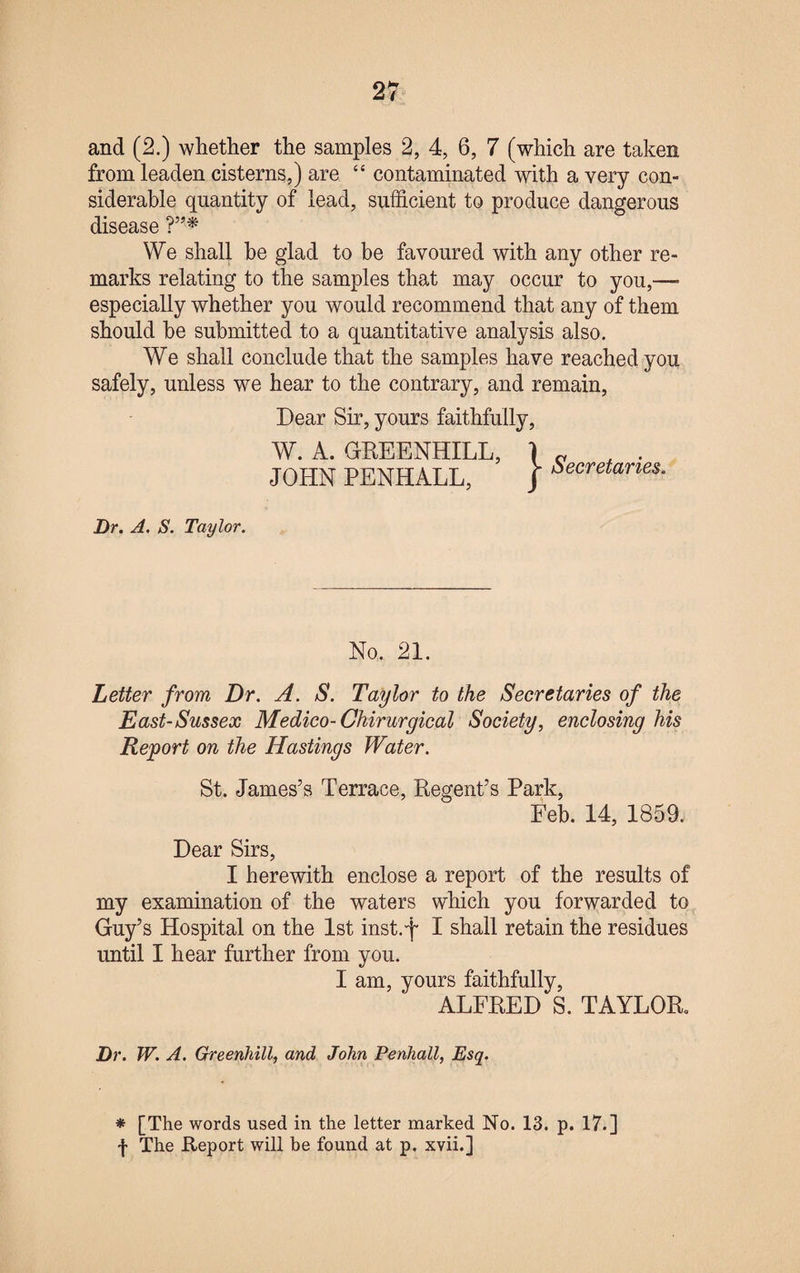 27
and (2.) whether the samples 2, 4, 6, 7 (which are taken
from leaden cisterns,) are “ contaminated with a very con-
siderable quantity of lead, sufficient to produce dangerous
disease ?”*
We shall be glad to be favoured with any other re-
marks relating to the samples that may occur to you,—
especially whether you would recommend that any of them
should be submitted to a quantitative analysis also.
We shall conclude that the samples have reached you
safely, unless we hear to the contrary, and remain,
Dear Sir, yours faithfully,
W. A. GREENHILL, } Secretaries.
JOHN PENHALL,
Dr. A. S. Taylor.
No. 21.
Letter from Dr. A. S. Taylor to the Secretaries of the
East-Sussex Medico-Chirurgical Society, enclosing his
Report on the Hastings Water.
St. James’s Terrace, Regent’s Park,
Feb. 14, 1859.
Dear Sirs,
I herewith enclose a report of the results of
my examination of the waters which you forwarded to
Guy’s Hospital on the 1st inst.† I shall retain the residues
until I hear further from you.
I am, yours faithfully,
ALFRED S. TAYLOR.
Dr. W. A. Greenhill, and John Penhall, Esq.
* [The words used in the letter marked No. 13. p. 17.]
† The Report will be found at p. xvii.]